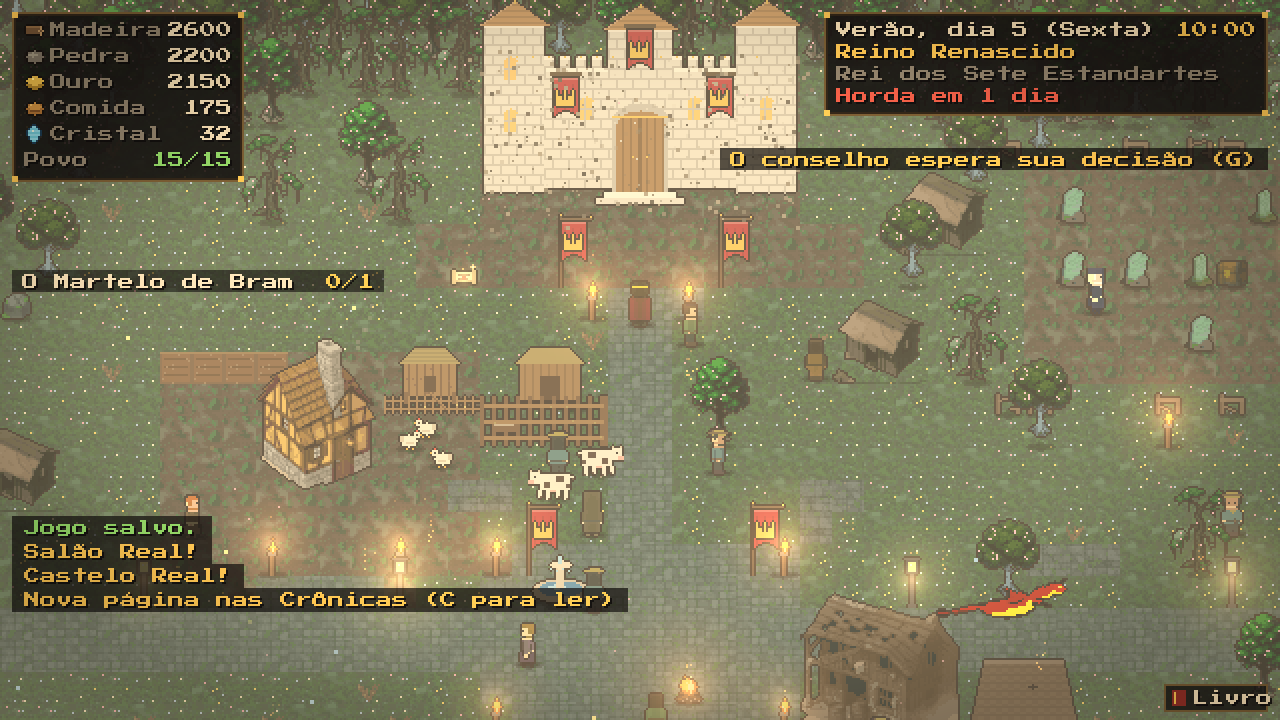 Madeira 2600
Pedra 2200
Ouro 2150
Comida 175
Cristal 32
Povo 15/15
Verão, dia 5 (Sexta) 10:00
Reino Renascido
Rei dos Sete Estandartes
Horda em 1 dia
O conselho espera sua decisão (G)
O Martelo de Bram 0/1
Jogo salvo.
Salão Real!
Castelo Real!
Nova página nas Crônicas (C para ler)
Livro